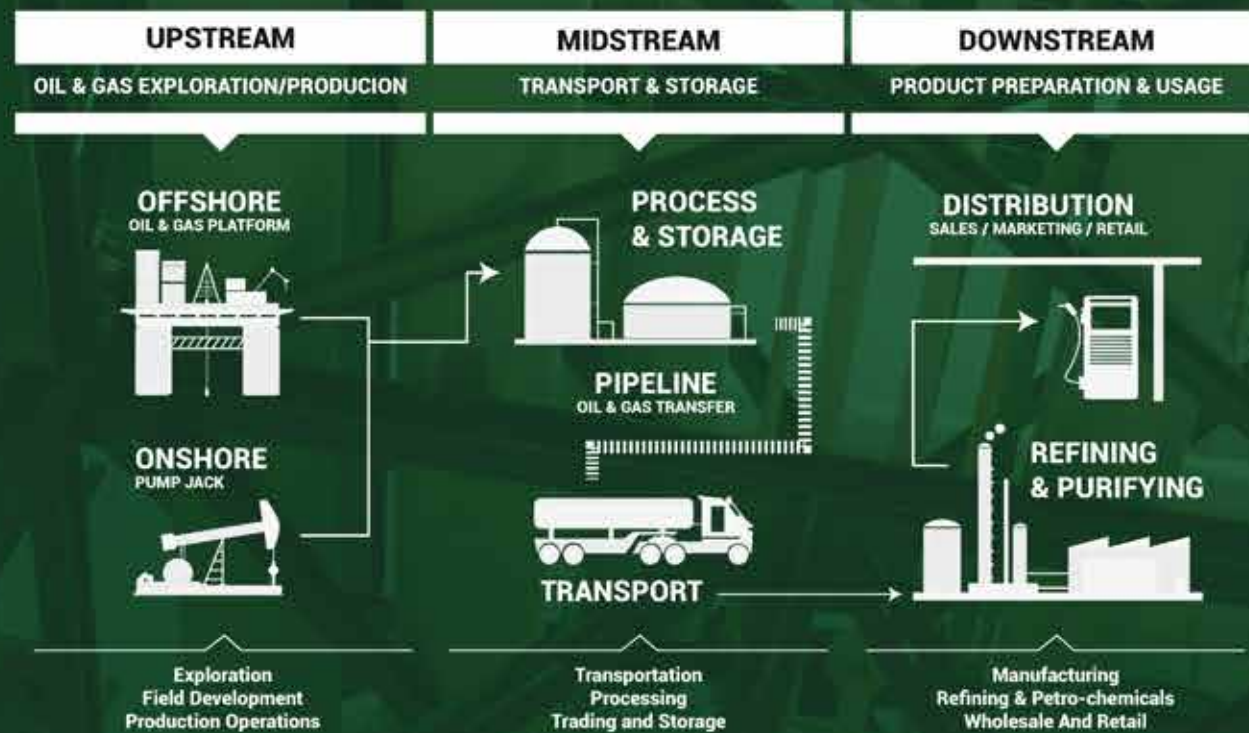 UPSTREAM
OIL & GAS EXPLORATION/PRODUCION
OFFSHORE
OIL & GAS PLATFORM
ONSHORE
PUMP JACK
Exploration
Field Development
Production Operations
MIDSTREAM
TRANSPORT & STORAGE
PROCESS
& STORAGE
PIPELINE
OIL & GAS TRANSFER
TRANSPORT
Transportation
Processing
Trading and Storage
DOWNSTREAM
PRODUCT PREPARATION & USAGE
DISTRIBUTION
SALES / MARKETING / RETAIL
REFINING
& PURIFYING
Manufacturing
Refining & Petro-chemicals
Wholesale And Retail